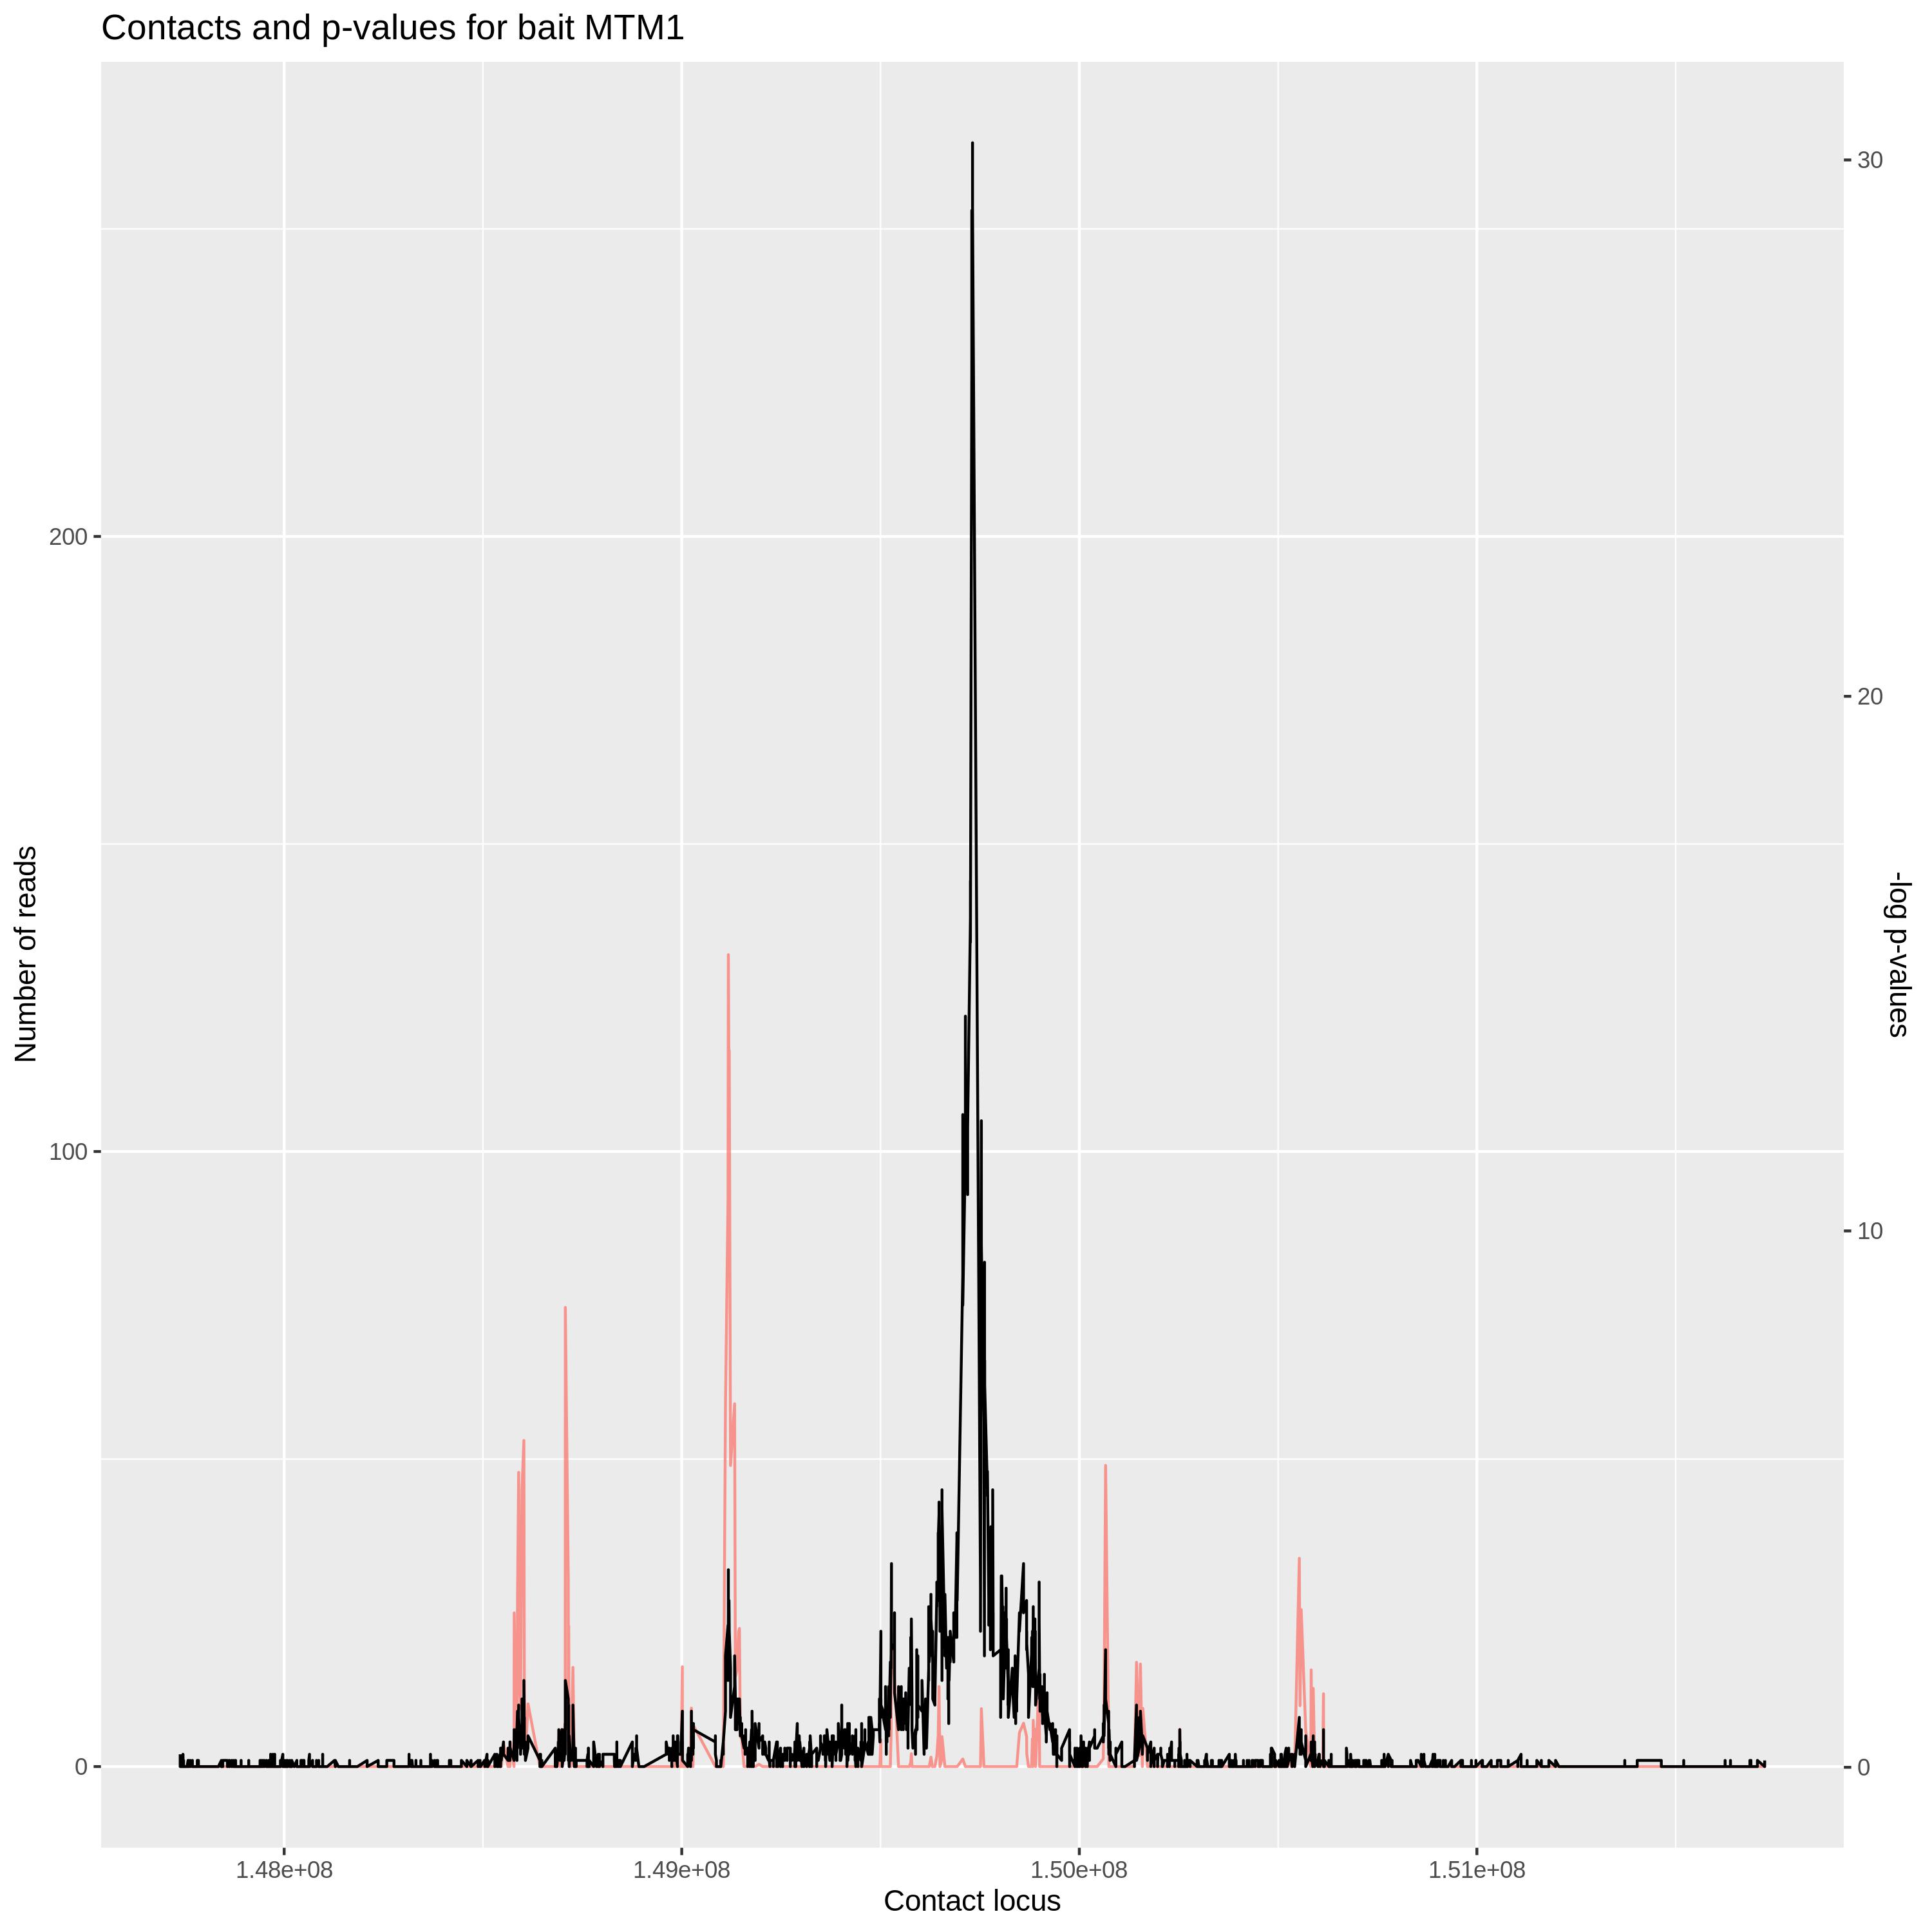 Contacts and p-values for bait MTM1
30
200
20
Number of reads
-log p-values
100
10
0
0
1.48e+08
1.49e+08
1.50e+08
1.51e+08
Contact locus